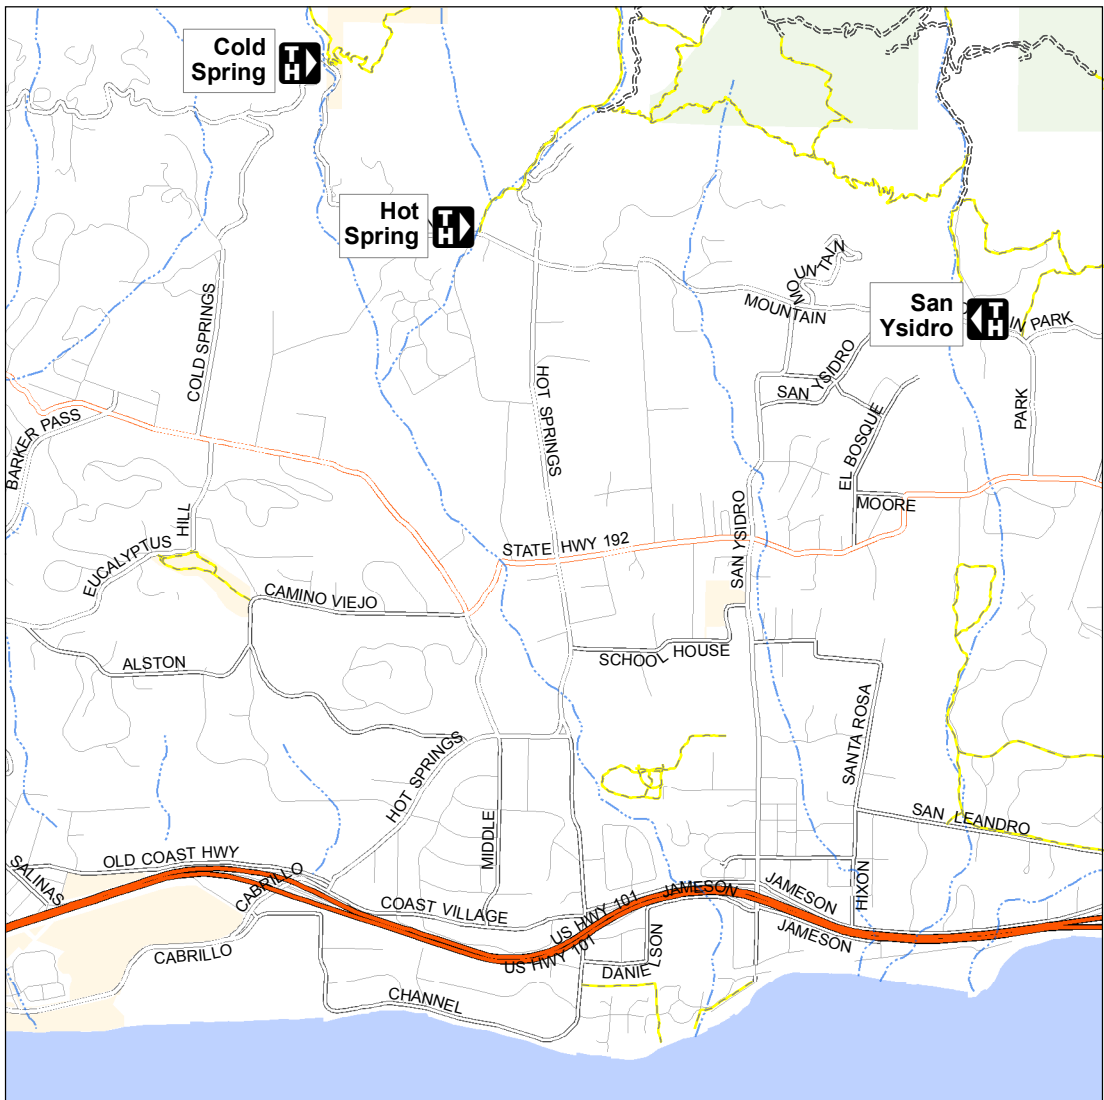 Cold
Spring
TH
Hot
Spring
TH
San
Ysidro
TH
MOUNTAIN
MOUNTAIN
IN PARK
COLD SPRINGS
HOT SPRINGS
SAN YSIDRO
PARK
BARKER PASS
EL BOSQUE
MOORE
EUCALYPTUS HILL
STATE HWY 192
SAN YSIDRO
CAMINO VIEJO
ALSTON
SCHOOL HOUSE
SANTA ROSA
HOT SPRINGS
MIDDLE
SAN LEANDRO
OLD COAST HWY
SALINAS
CABRILLO
COAST VILLAGE
US HWY 101
JAMESON
JAMESON
HIXON
CABRILLO
US HWY 101
DANIELSON
JAMESON
CHANNEL